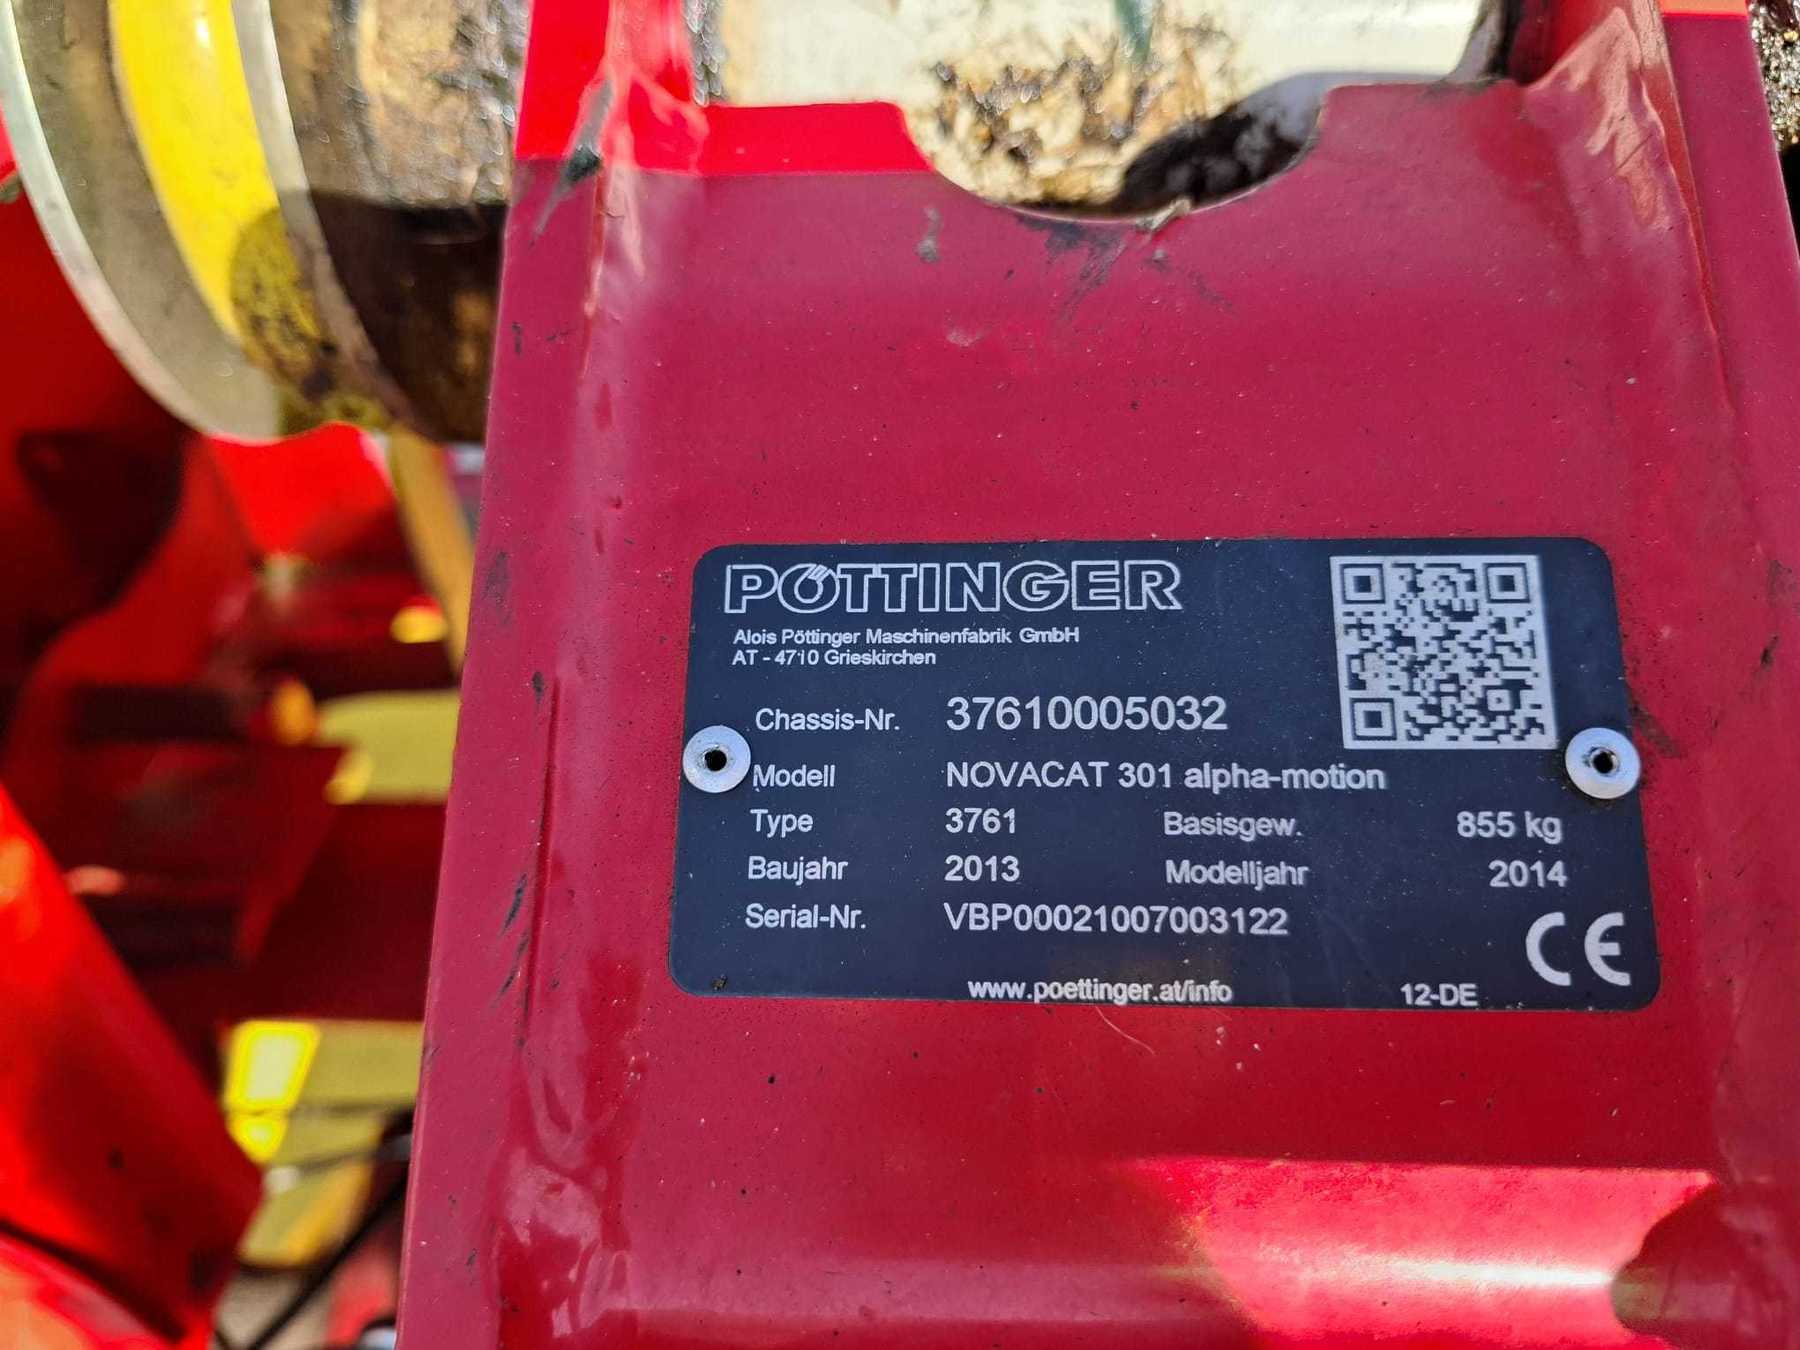 PÖTTINGER
Alois Pöttinger Maschinenfabrik GmbH
AT - 4710 Grieskirchen
Chassis-Nr. 37610005032
Modell NOVACAT 301 alpha-motion
Type 3761 Basisgew. 855 kg
Baujahr 2013 Modelljahr 2014
Serial-Nr. VBP00021007003122
CE
www.poettinger.at/info 12-DE